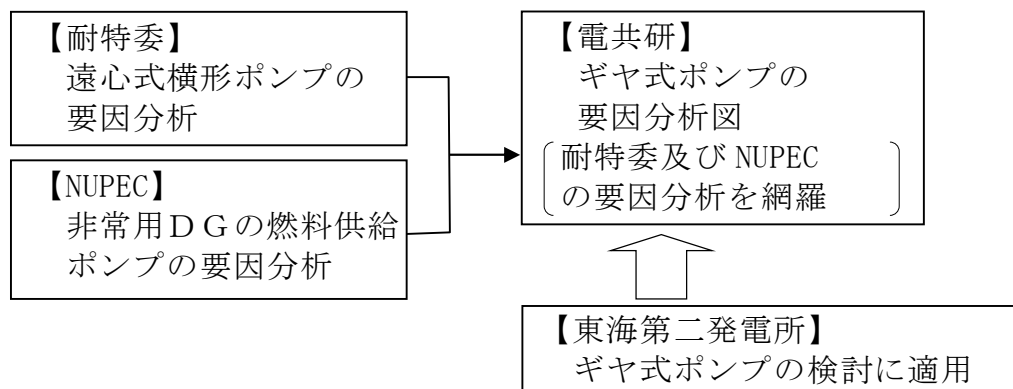 【耐特委】
遠心式横形ポンプの
要因分析
【NUPEC】
非常用ＤＧの燃料供給
ポンプの要因分析
【電共研】
ギヤ式ポンプの
要因分析図
耐特委及び NUPEC
の要因分析を網羅
【東海第二発電所】
ギヤ式ポンプの検討に適用